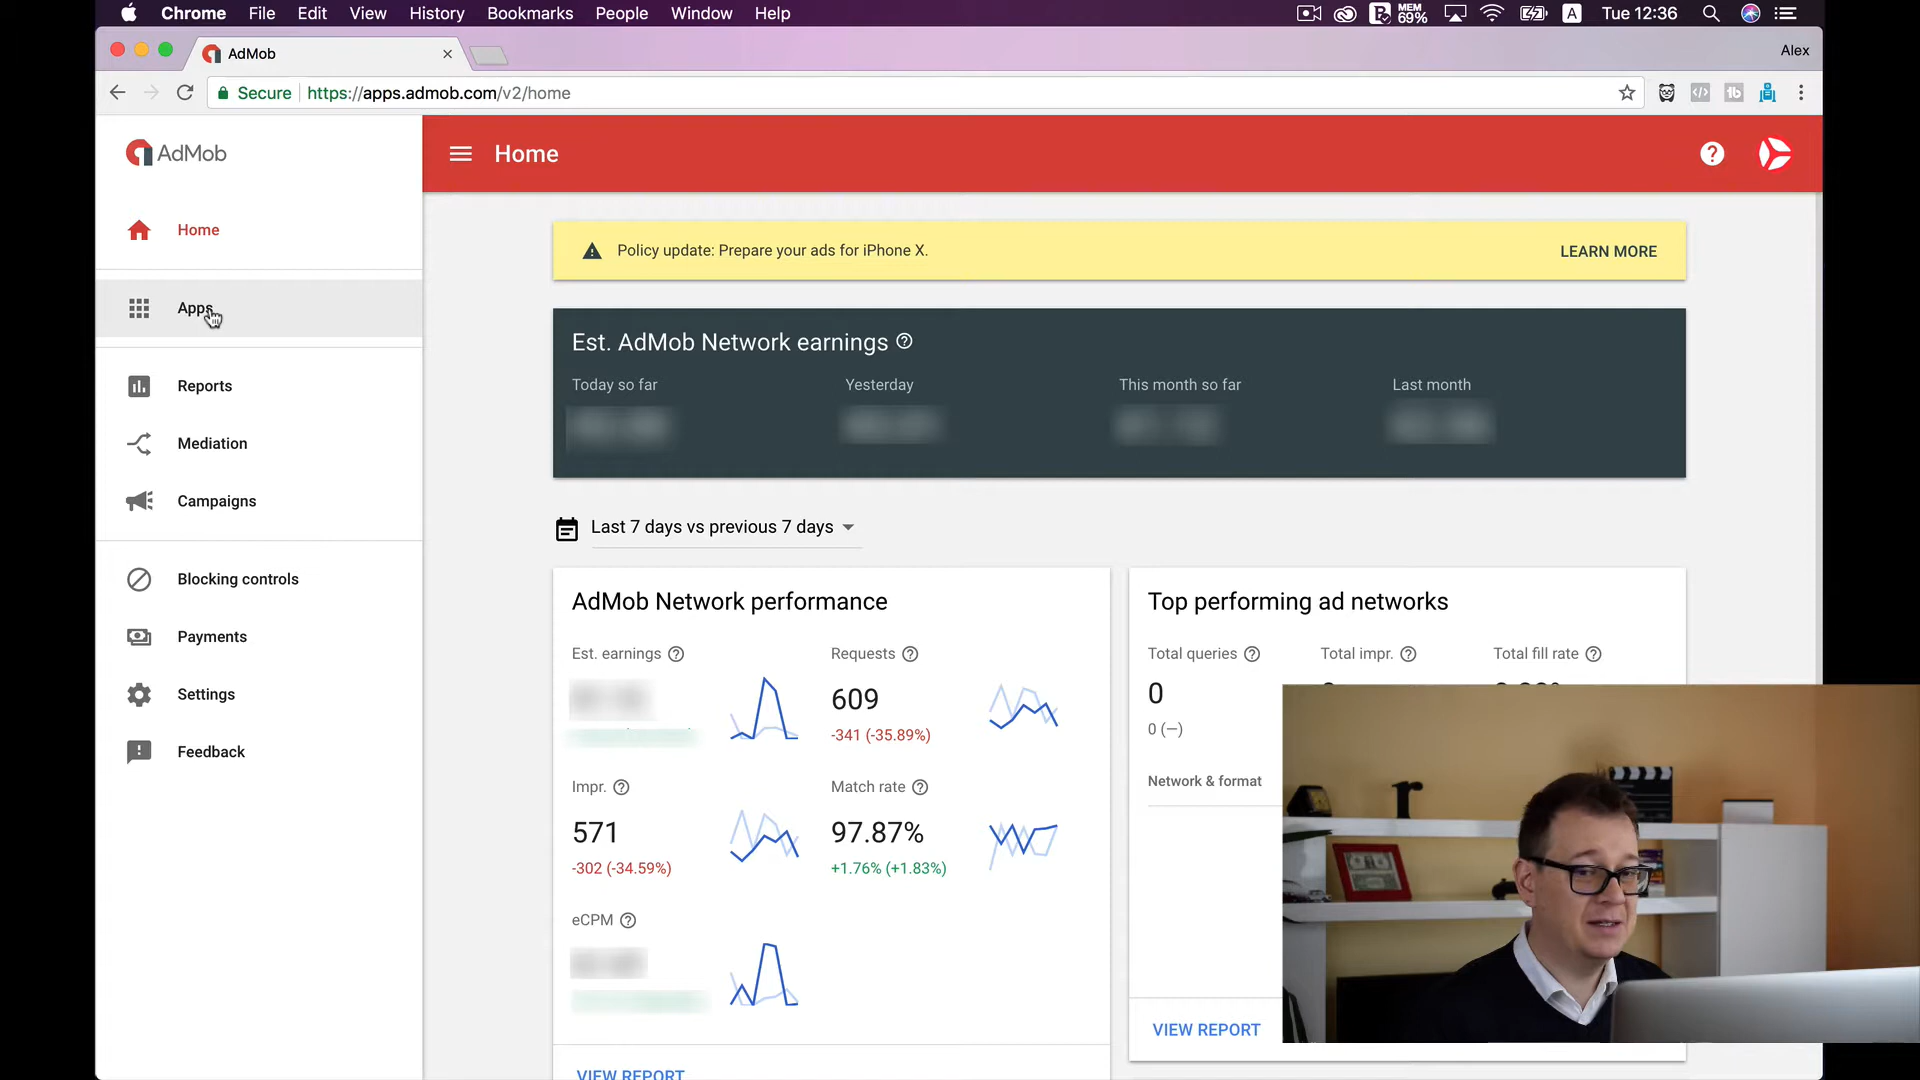 Chrome File Edit View History Bookmarks People Window Help MEM 69% A Tue 12:36
AdMob Alex
Secure https://apps.admob.com/v2/home
AdMob Home
Home
Policy update: Prepare your ads for iPhone X. LEARN MORE
Apps
Est. AdMob Network earnings
Today so far Yesterday This month so far Last month
Reports
Mediation
Campaigns
Last 7 days vs previous 7 days
Blocking controls
Payments
Settings
Feedback
AdMob Network performance
Est. earnings Requests
609
-341 (-35.89%)
Impr. Match rate
571 97.87%
-302 (-34.59%) +1.76% (+1.83%)
eCPM
VIEW REPORT
Top performing ad networks
Total queries Total impr. Total fill rate
0
0 (—)
Network & format
VIEW REPORT